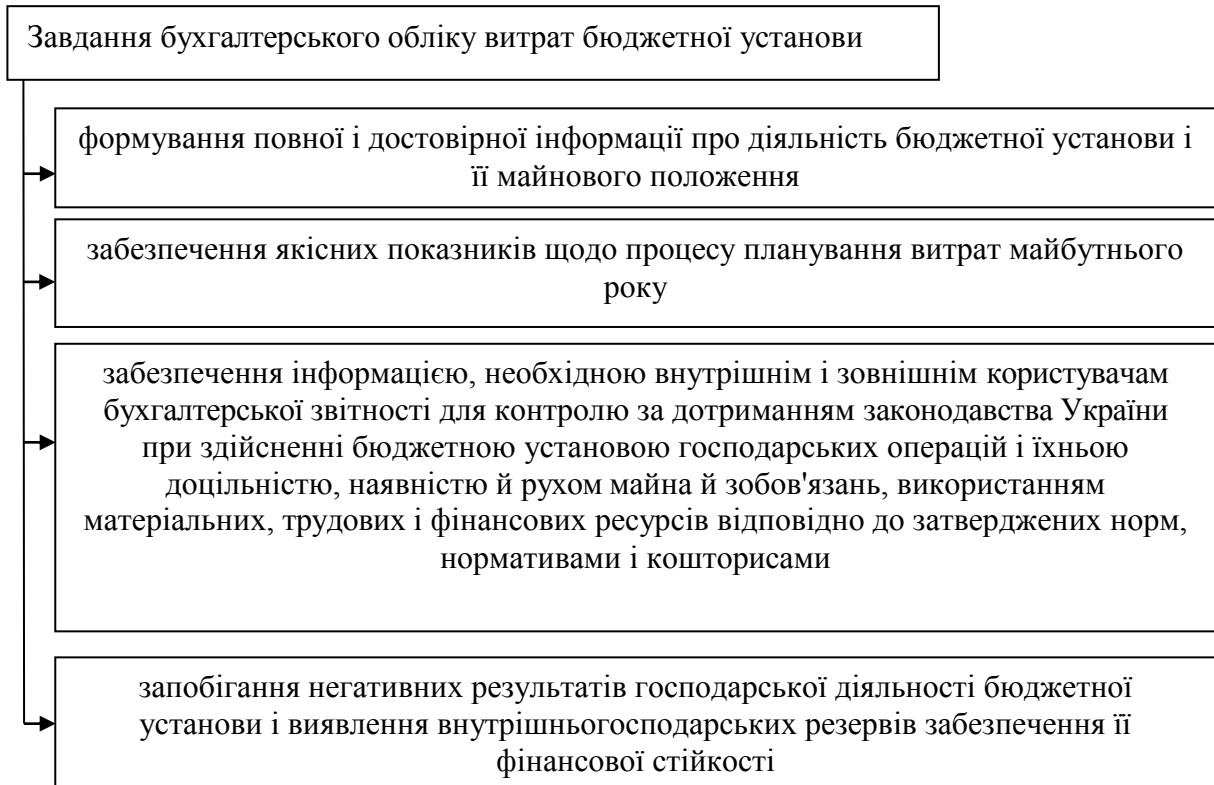 Завдання бухгалтерського обліку витрат бюджетної установи
формування повної і достовірної інформації про діяльність бюджетної установи і
її майнового положення
забезпечення якісних показників щодо процесу планування витрат майбутнього
року
забезпечення інформацією, необхідною внутрішнім і зовнішнім користувачам
бухгалтерської звітності для контролю за дотриманням законодавства України
при здійсненні бюджетною установою господарських операцій і їхньою
доцільністю, наявністю й рухом майна й зобов'язань, використанням
матеріальних, трудових і фінансових ресурсів відповідно до затверджених норм,
нормативами і кошторисами
запобігання негативних результатів господарської діяльності бюджетної
установи і виявлення внутрішньогосподарських резервів забезпечення її
фінансової стійкості